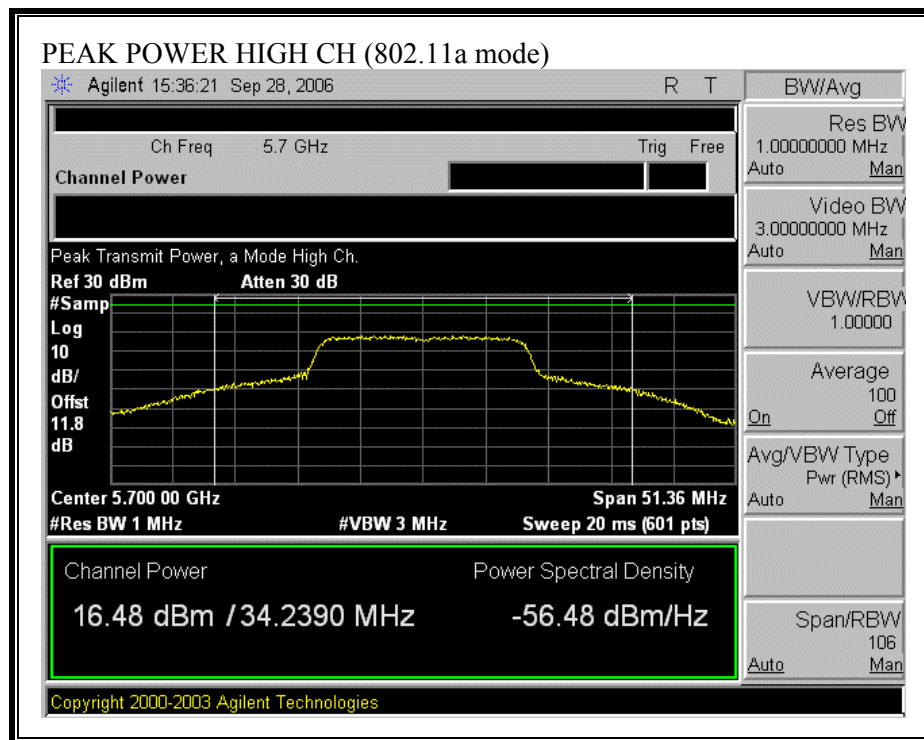 PEAK POWER HIGH CH (802.11a mode)
Agilent 15:36:21 Sep 28, 2006 R T
BW/Avg
Ch Freq 5.7 GHz Trig Free
Channel Power
Res BW
1.00000000 MHz
Auto Man
Video BW
3.00000000 MHz
Auto Man
Peak Transmit Power, a Mode High Ch.
Ref 30 dBm Atten 30 dB
#Samp
Log
10
dB/
Offst
11.8
dB
VBW/RBW
1.00000
Average
100
On Off
Avg/VBW Type
Pwr (RMS)
Auto Man
Center 5.700 00 GHz Span 51.36 MHz
#Res BW 1 MHz #VBW 3 MHz Sweep 20 ms (601 pts)
Channel Power Power Spectral Density
16.48 dBm / 34.2390 MHz -56.48 dBm/Hz
Span/RBW
106
Auto Man
Copyright 2000-2003 Agilent Technologies